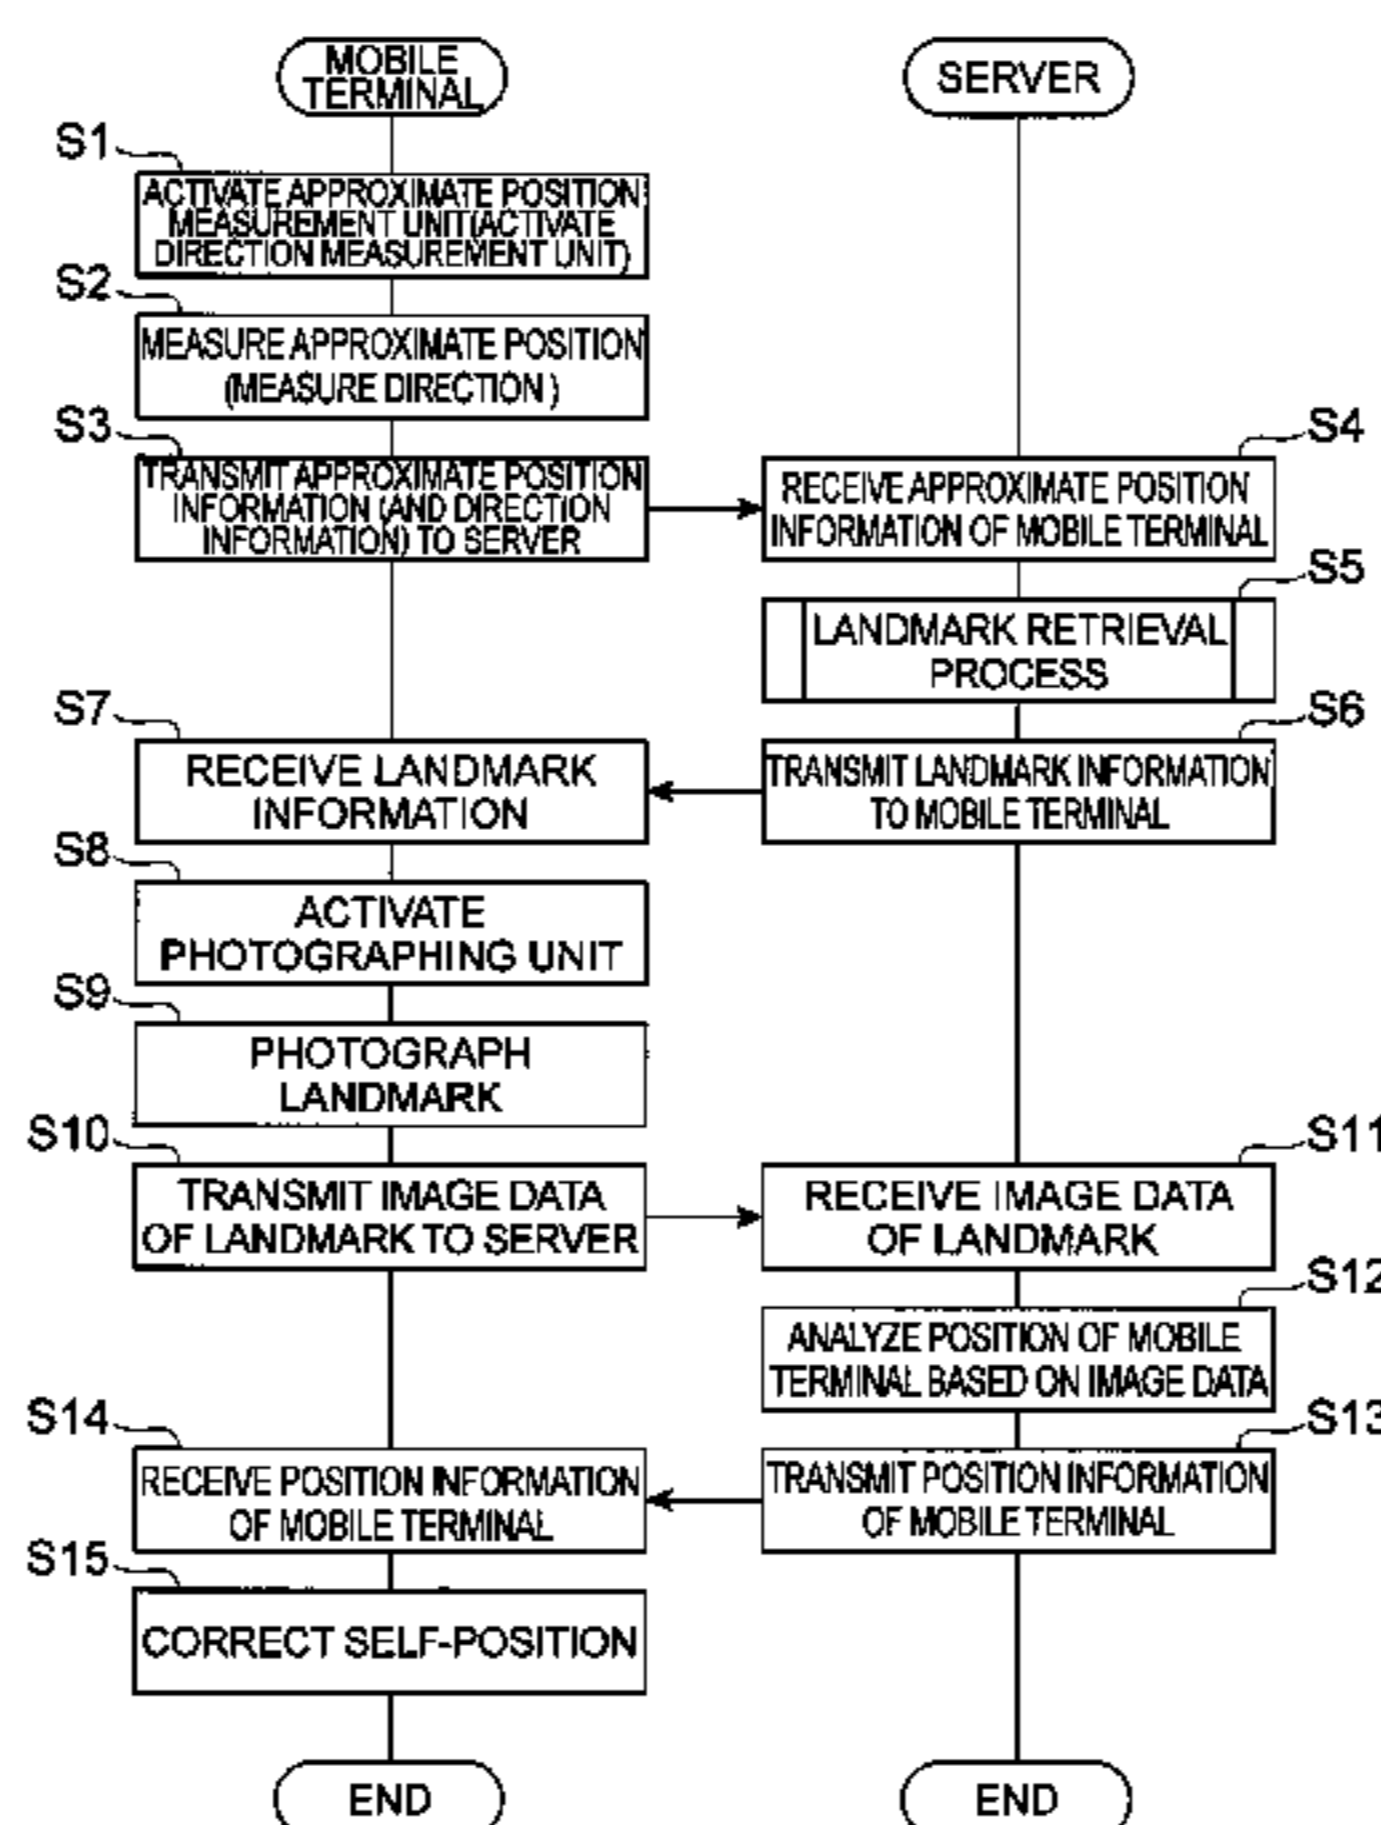 MOBILE
TERMINAL
SERVER
S1
ACTIVATE APPROXIMATE POSITION
MEASUREMENT UNIT(ACTIVATE
DIRECTION MEASUREMENT UNIT)
S2
MEASURE APPROXIMATE POSITION
(MEASURE DIRECTION)
S3
TRANSMIT APPROXIMATE POSITION
INFORMATION (AND DIRECTION
INFORMATION) TO SERVER
S4
RECEIVE APPROXIMATE POSITION
INFORMATION OF MOBILE TERMINAL
S5
LANDMARK RETRIEVAL
PROCESS
S6
TRANSMIT LANDMARK INFORMATION
TO MOBILE TERMINAL
S7
RECEIVE LANDMARK
INFORMATION
S8
ACTIVATE
PHOTOGRAPHING UNIT
S9
PHOTOGRAPH
LANDMARK
S10
TRANSMIT IMAGE DATA
OF LANDMARK TO SERVER
S11
RECEIVE IMAGE DATA
OF LANDMARK
S12
ANALYZE POSITION OF MOBILE
TERMINAL BASED ON IMAGE DATA
S13
TRANSMIT POSITION INFORMATION
OF MOBILE TERMINAL
S14
RECEIVE POSITION INFORMATION
OF MOBILE TERMINAL
S15
CORRECT SELF-POSITION
END
END